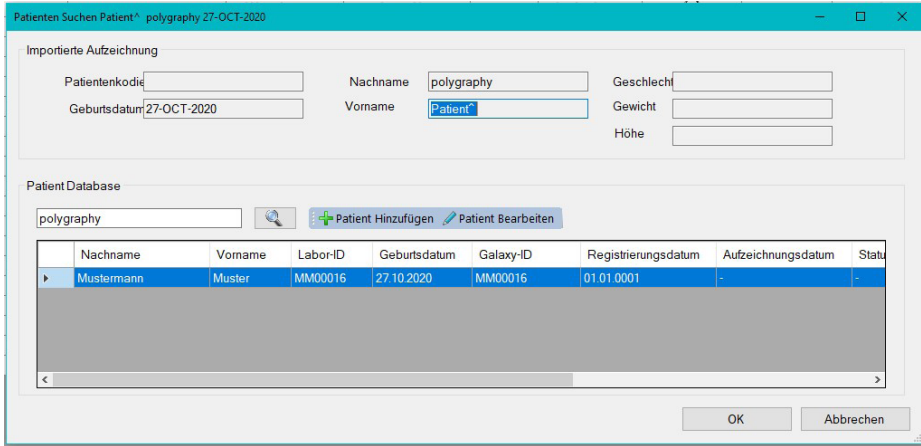 Patienten Suchen Patient^ polygraphy 27-OCT-2020
Importierte Aufzeichnung
Patientenkodie Nachname polygraphy Geschlecht
Geburtsdatum 27-OCT-2020 Vorname Patient^ Gewicht
Höhe
Patient Database
polygraphy Patient Hinzufügen Patient Bearbeiten
Nachname Vorname Labor-ID Geburtsdatum Galaxy-ID Registrierungsdatum Aufzeichnungsdatum Statu
Mustermann Muster MM00016 27.10.2020 MM00016 01.01.0001 - -
OK Abbrechen